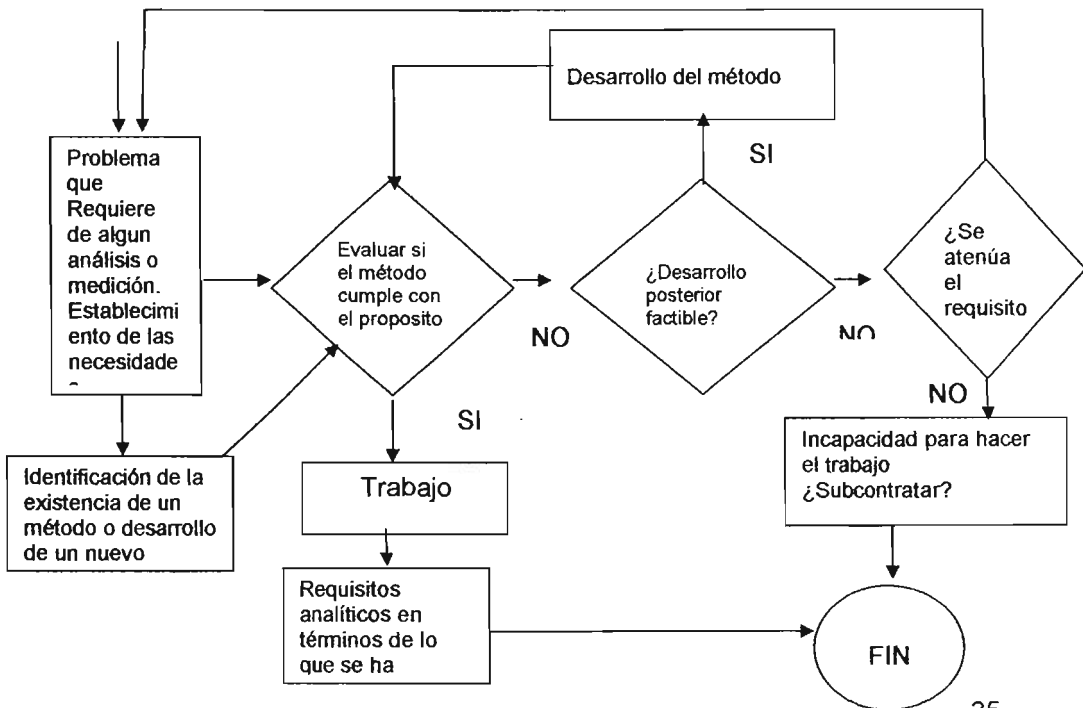 Desarrollo del método
SI
Problema
que
Requiere
de algun
análisis o
medición.
Establecimi
ento de las
necesidade
Evaluar si
el método
cumple con
el proposito
NO
¿Desarrollo
posterior
factible?
NO
¿Se
atenúa
el
requisito
SI
NO
Identificación de la
existencia de un
método o desarrollo
de un nuevo
Trabajo
Incapacidad para hacer
el trabajo
¿Subcontratar?
Requisitos
analíticos en
términos de lo
que se ha
FIN